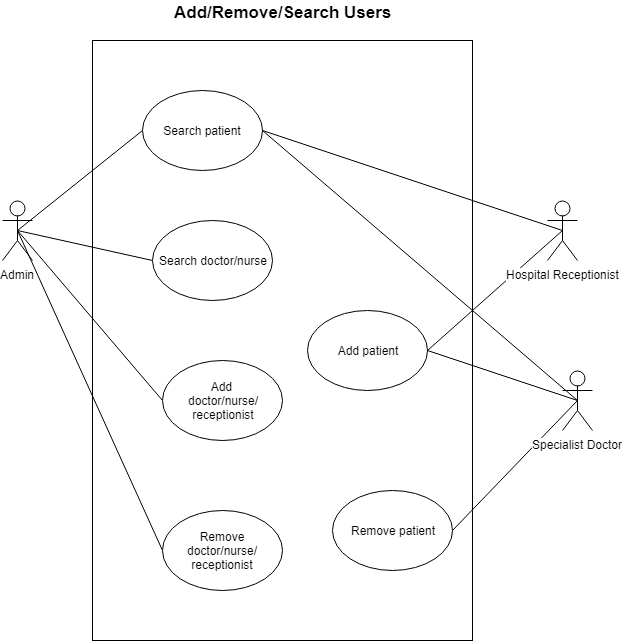 Add/Remove/Search Users
Search patient
Admin
Search doctor/nurse
Hospital Receptionist
Add patient
Add
doctor/nurse/
receptionist
Specialist Doctor
Remove patient
Remove
doctor/nurse/
receptionist